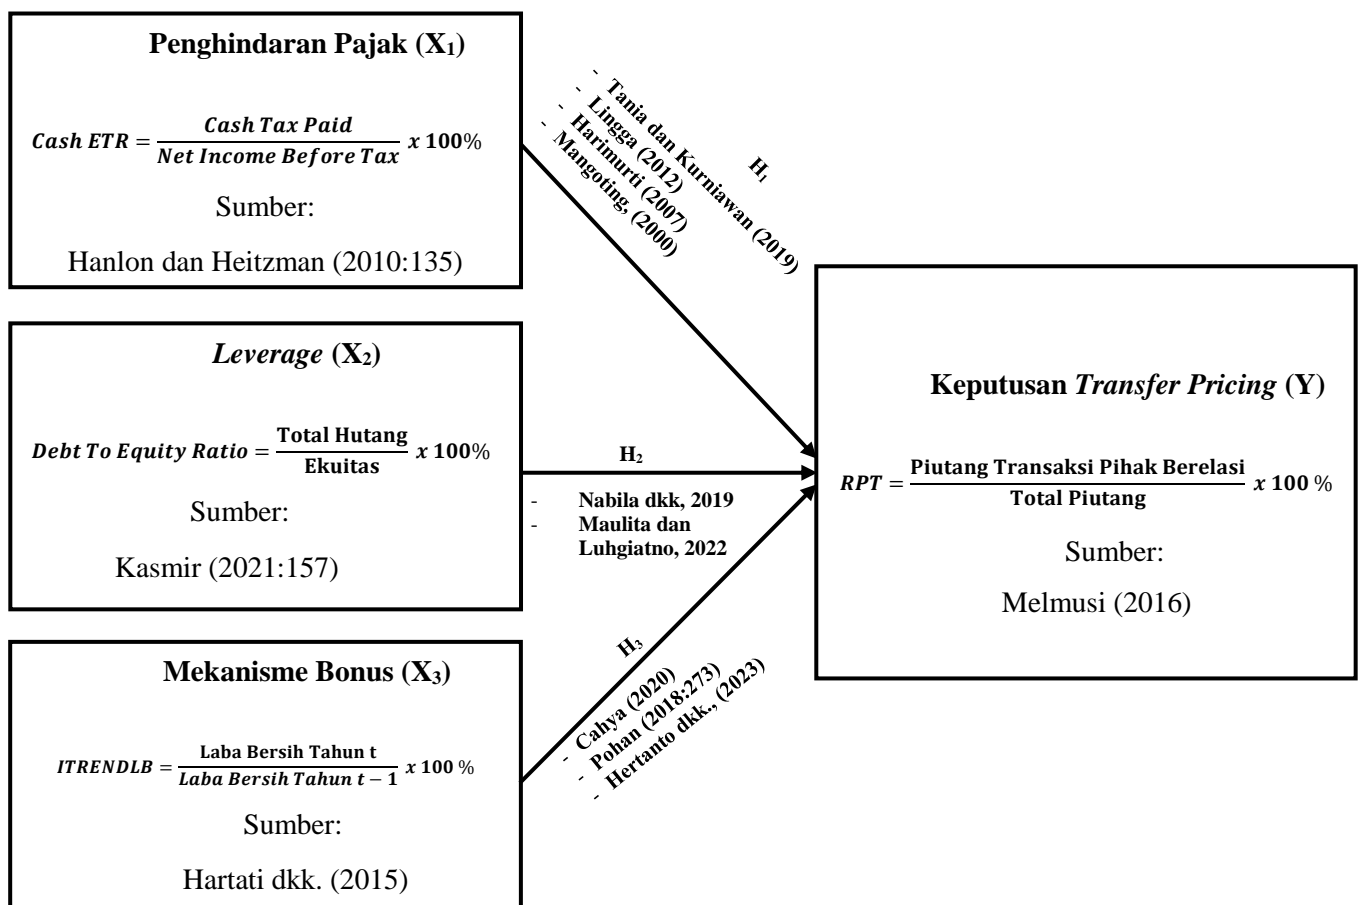 Penghindaran Pajak (X₁)
Cash ETR = Cash Tax Paid / Net Income Before Tax x 100%
Sumber:
Hanlon dan Heitzman (2010:135)
- Tania dan Kurniawan (2019)
- Lingga (2012)
- Harimurti (2007)
- Mangoting, (2000)
H₁
Leverage (X₂)
Debt To Equity Ratio = Total Hutang / Ekuitas x 100%
Sumber:
Kasmir (2021:157)
H₂
- Nabila dkk, 2019
- Maulita dan
Luhgiatno, 2022
Mekanisme Bonus (X₃)
ITRENDLB = Laba Bersih Tahun t / Laba Bersih Tahun t − 1 x 100 %
Sumber:
Hartati dkk. (2015)
H₃
- Cahya (2020)
- Pohan (2018:273)
- Hertanto dkk., (2023)
Keputusan Transfer Pricing (Y)
RPT = Piutang Transaksi Pihak Berelasi / Total Piutang x 100 %
Sumber:
Melmusi (2016)